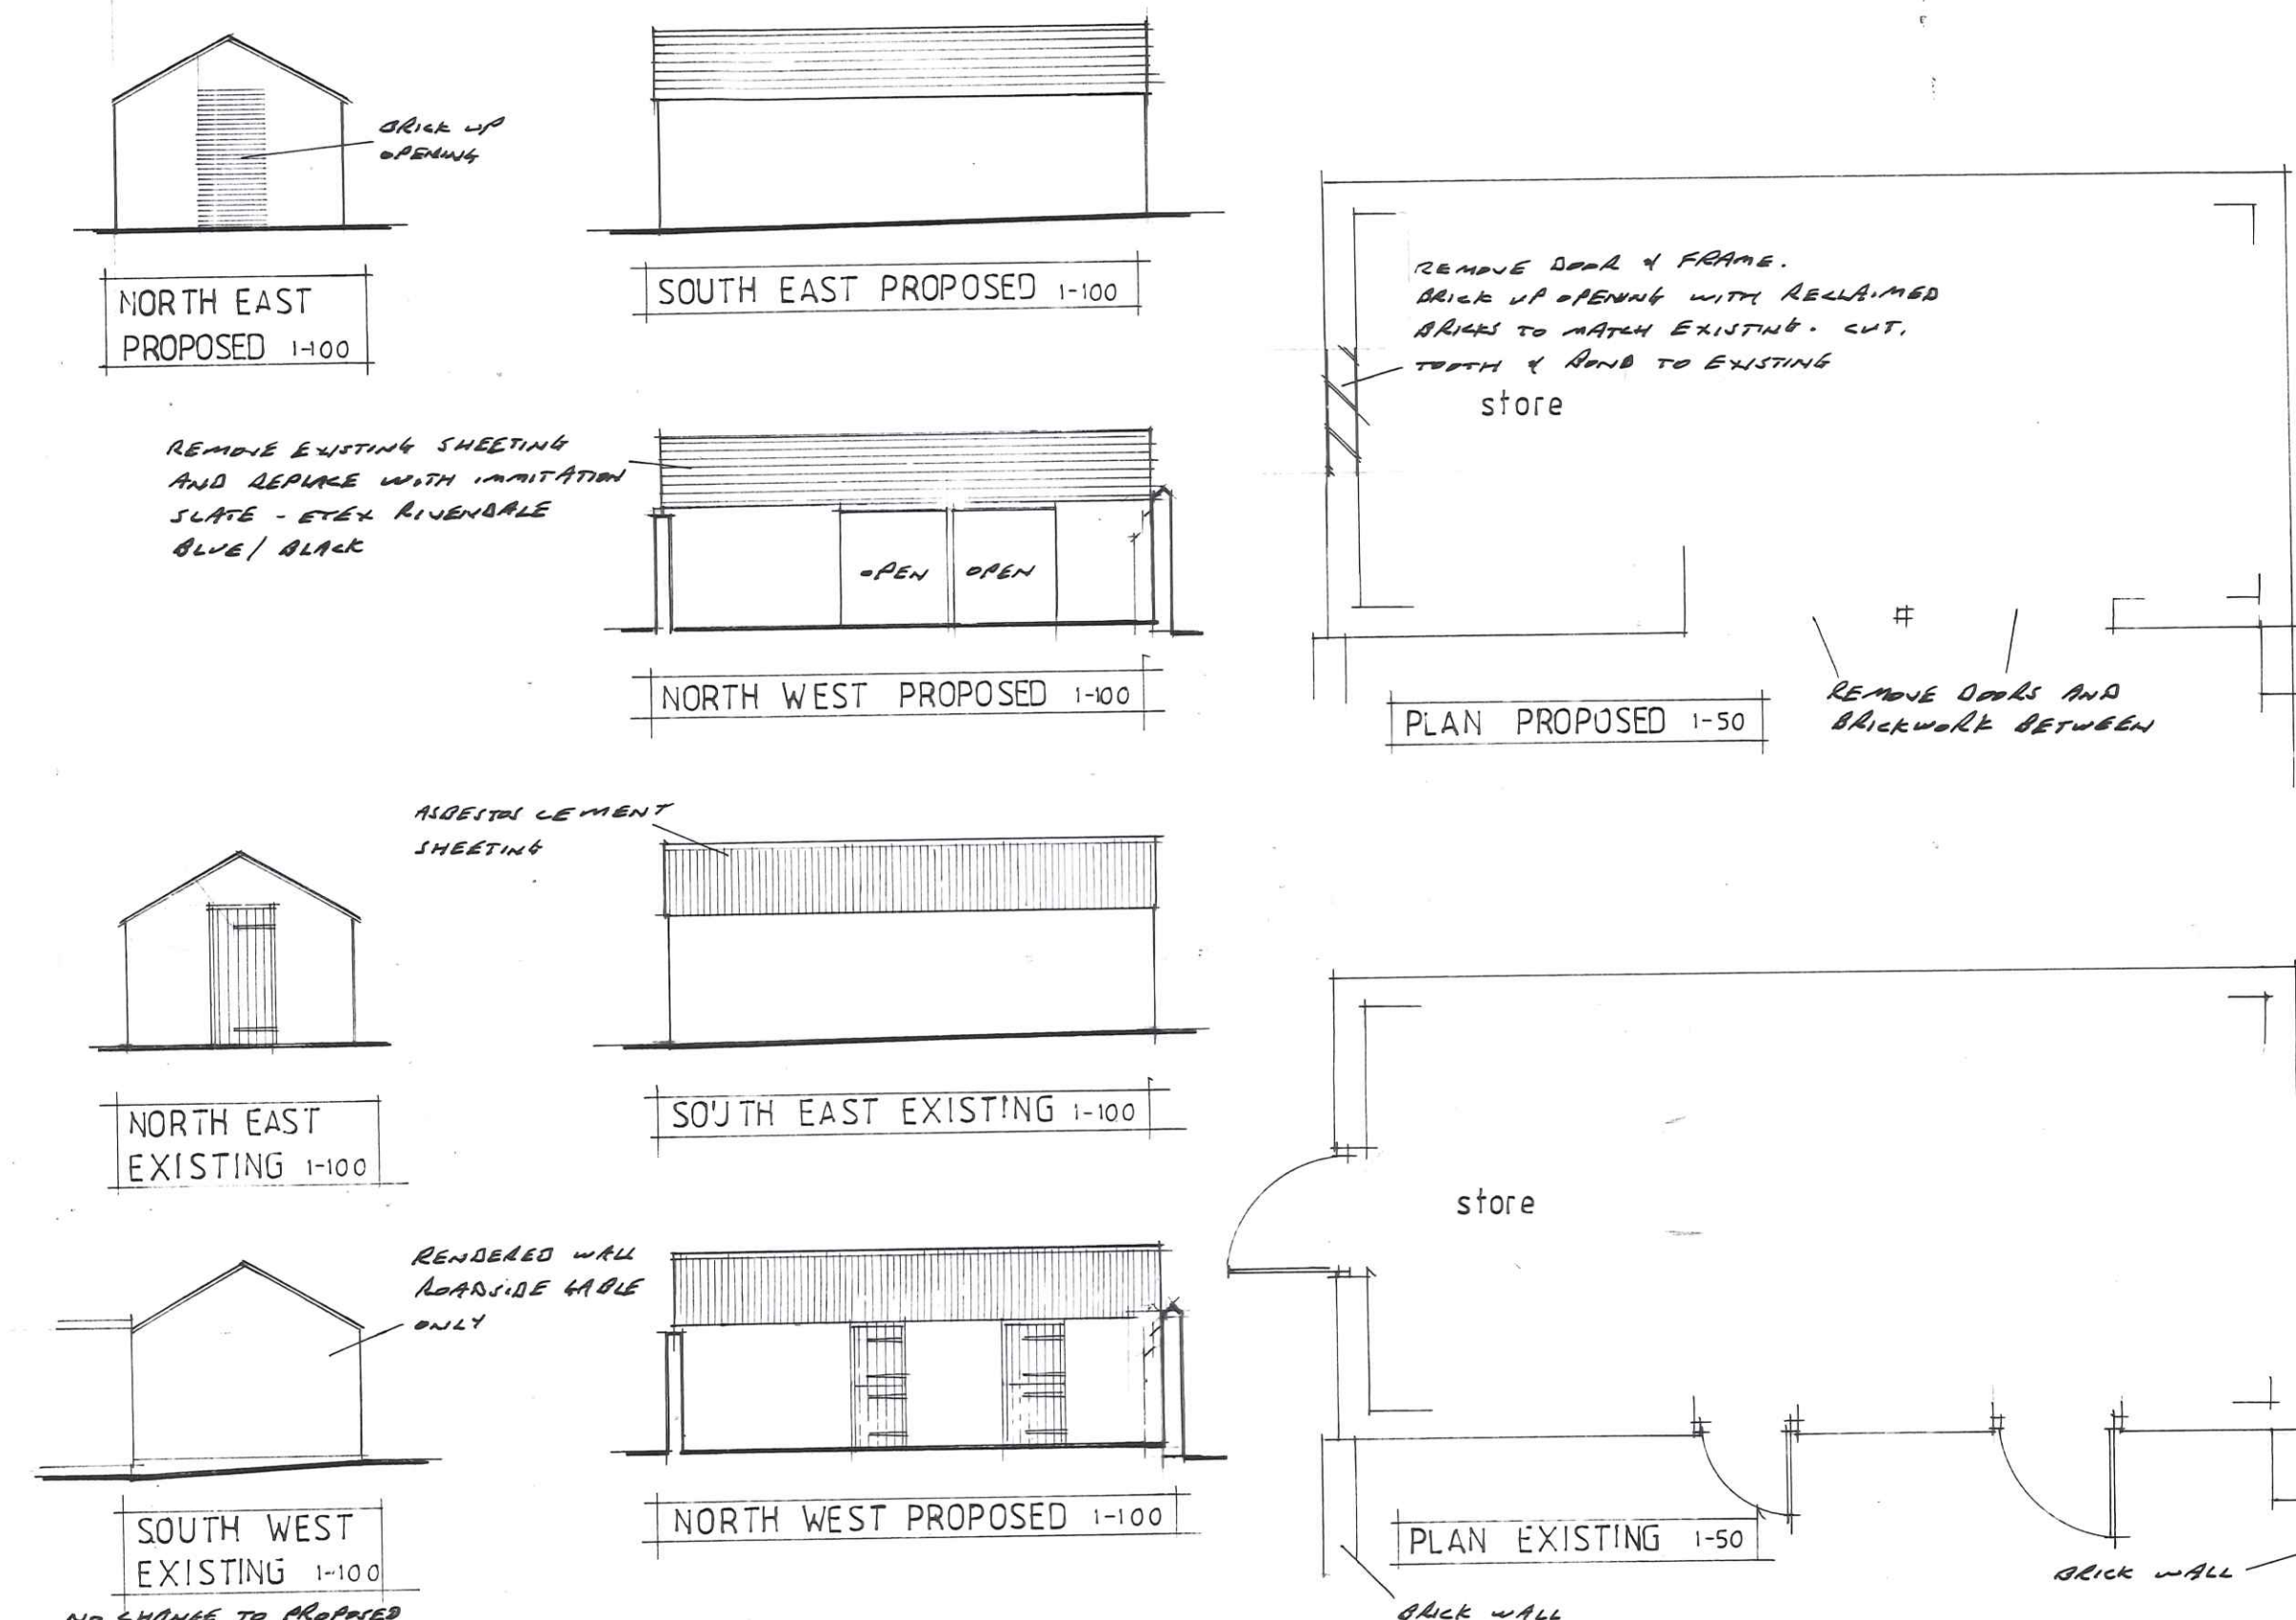 BRICK UP
OPENING
NORTH EAST
PROPOSED 1-100
SOUTH EAST PROPOSED 1-100
REMOVE DOOR & FRAME.
BRICK UP OPENING WITH RECLAIMED
BRICKS TO MATCH EXISTING. CUT,
TOOTH & BOND TO EXISTING
store
REMOVE EXISTING SHEETING
AND REPLACE WITH IMMITATION
SLATE - ETEX RIVENDALE
BLUE/ BLACK
OPEN OPEN
NORTH WEST PROPOSED 1-100
PLAN PROPOSED 1-50
REMOVE DOORS AND
BRICKWORK BETWEEN
ASBESTOS CEMENT
SHEETING
NORTH EAST
EXISTING 1-100
SOUTH EAST EXISTING 1-100
store
RENDERED WALL
ROADSIDE GABLE
ONLY
SOUTH WEST
EXISTING 1-100
NO CHANGE TO PROPOSED
NORTH WEST PROPOSED 1-100
PLAN EXISTING 1-50
BRICK WALL
BRICK WALL